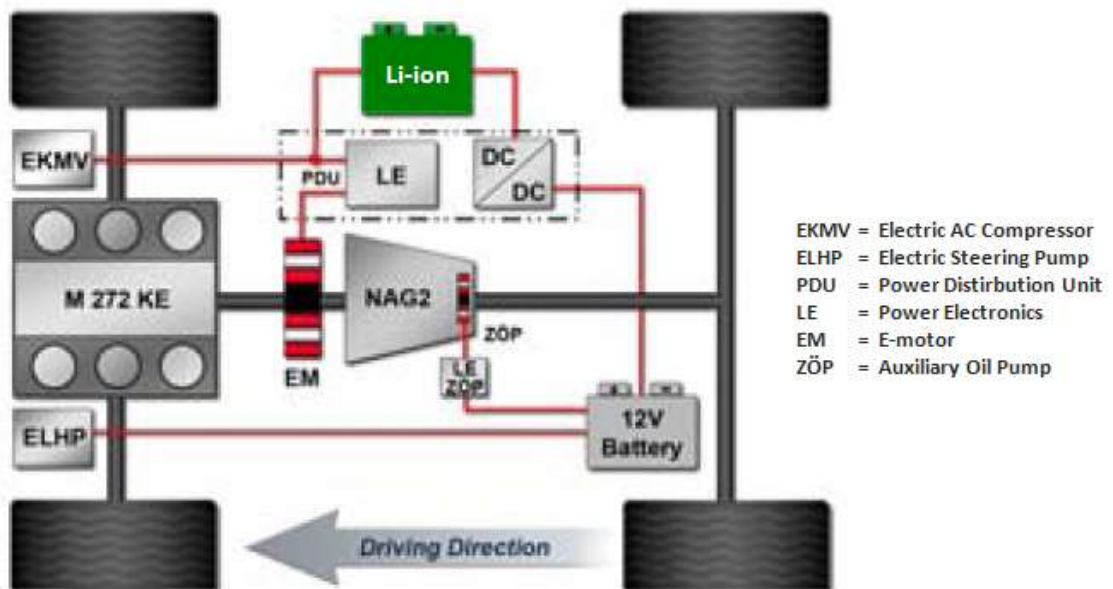 Li-ion
EKMV
PDU
LE
DC
DC
M 272 KE
NAG2
EM
ZÖP
LE
ZÖP
ELHP
12V
Battery
Driving Direction
EKMV = Electric AC Compressor
ELHP = Electric Steering Pump
PDU = Power Distirbution Unit
LE = Power Electronics
EM = E-motor
ZÖP = Auxiliary Oil Pump